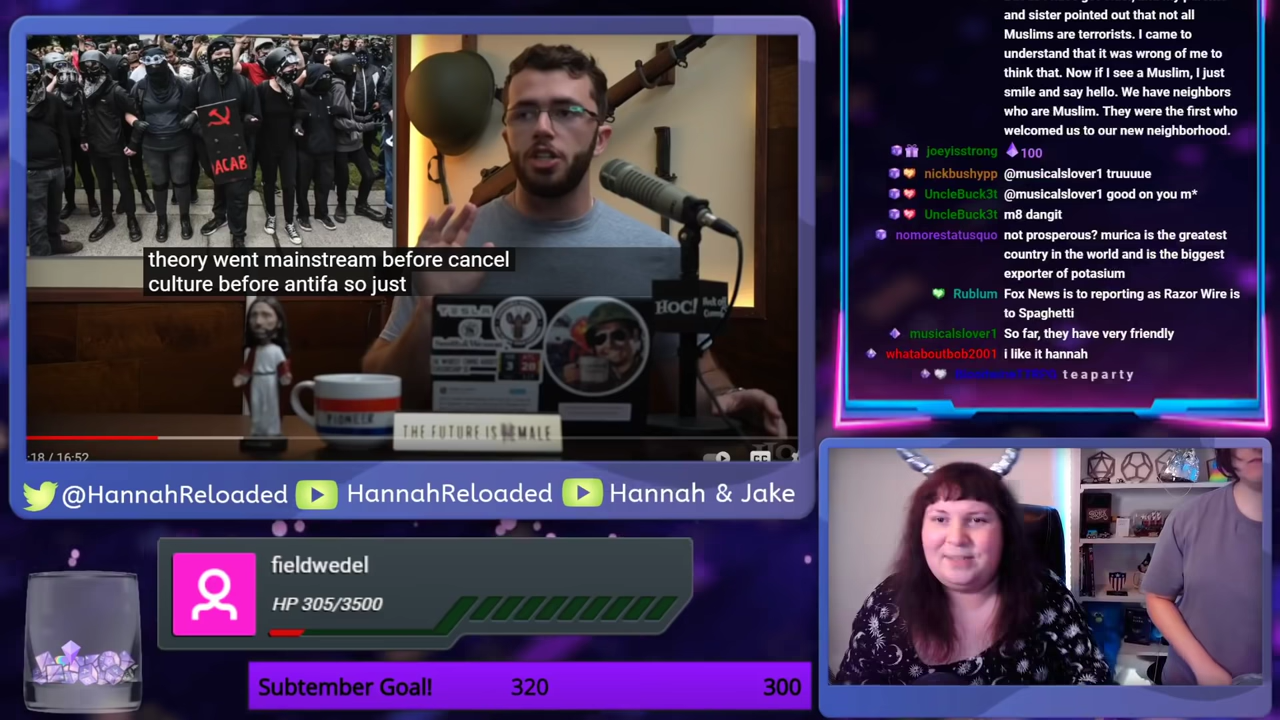 ACAB
theory went mainstream before cancel
culture before antifa so just
TESLA
HOC!
PIONEER
THE FUTURE IS MALE
:18 / 16:52
CC
@HannahReloaded
HannahReloaded
Hannah & Jake
fieldwedel
HP 305/3500
Subtember Goal! 320 300
and sister pointed out that not all
Muslims are terrorists. I came to
understand that it was wrong of me to
think that. Now if I see a Muslim, I just
smile and say hello. We have neighbors
who are Muslim. They were the first who
welcomed us to our new neighborhood.
joeyisstrong 100
nickbushypp @musicalslover1 truuuue
UncleBuck3t @musicalslover1 good on you m*
UncleBuck3t m8 dangit
nomorestatusquo not prosperous? murica is the greatest
country in the world and is the biggest
exporter of potasium
Rublum Fox News is to reporting as Razor Wire is
to Spaghetti
musicalslover1 So far, they have very friendly
whataboutbob2001 i like it hannah
t e a p a r t y